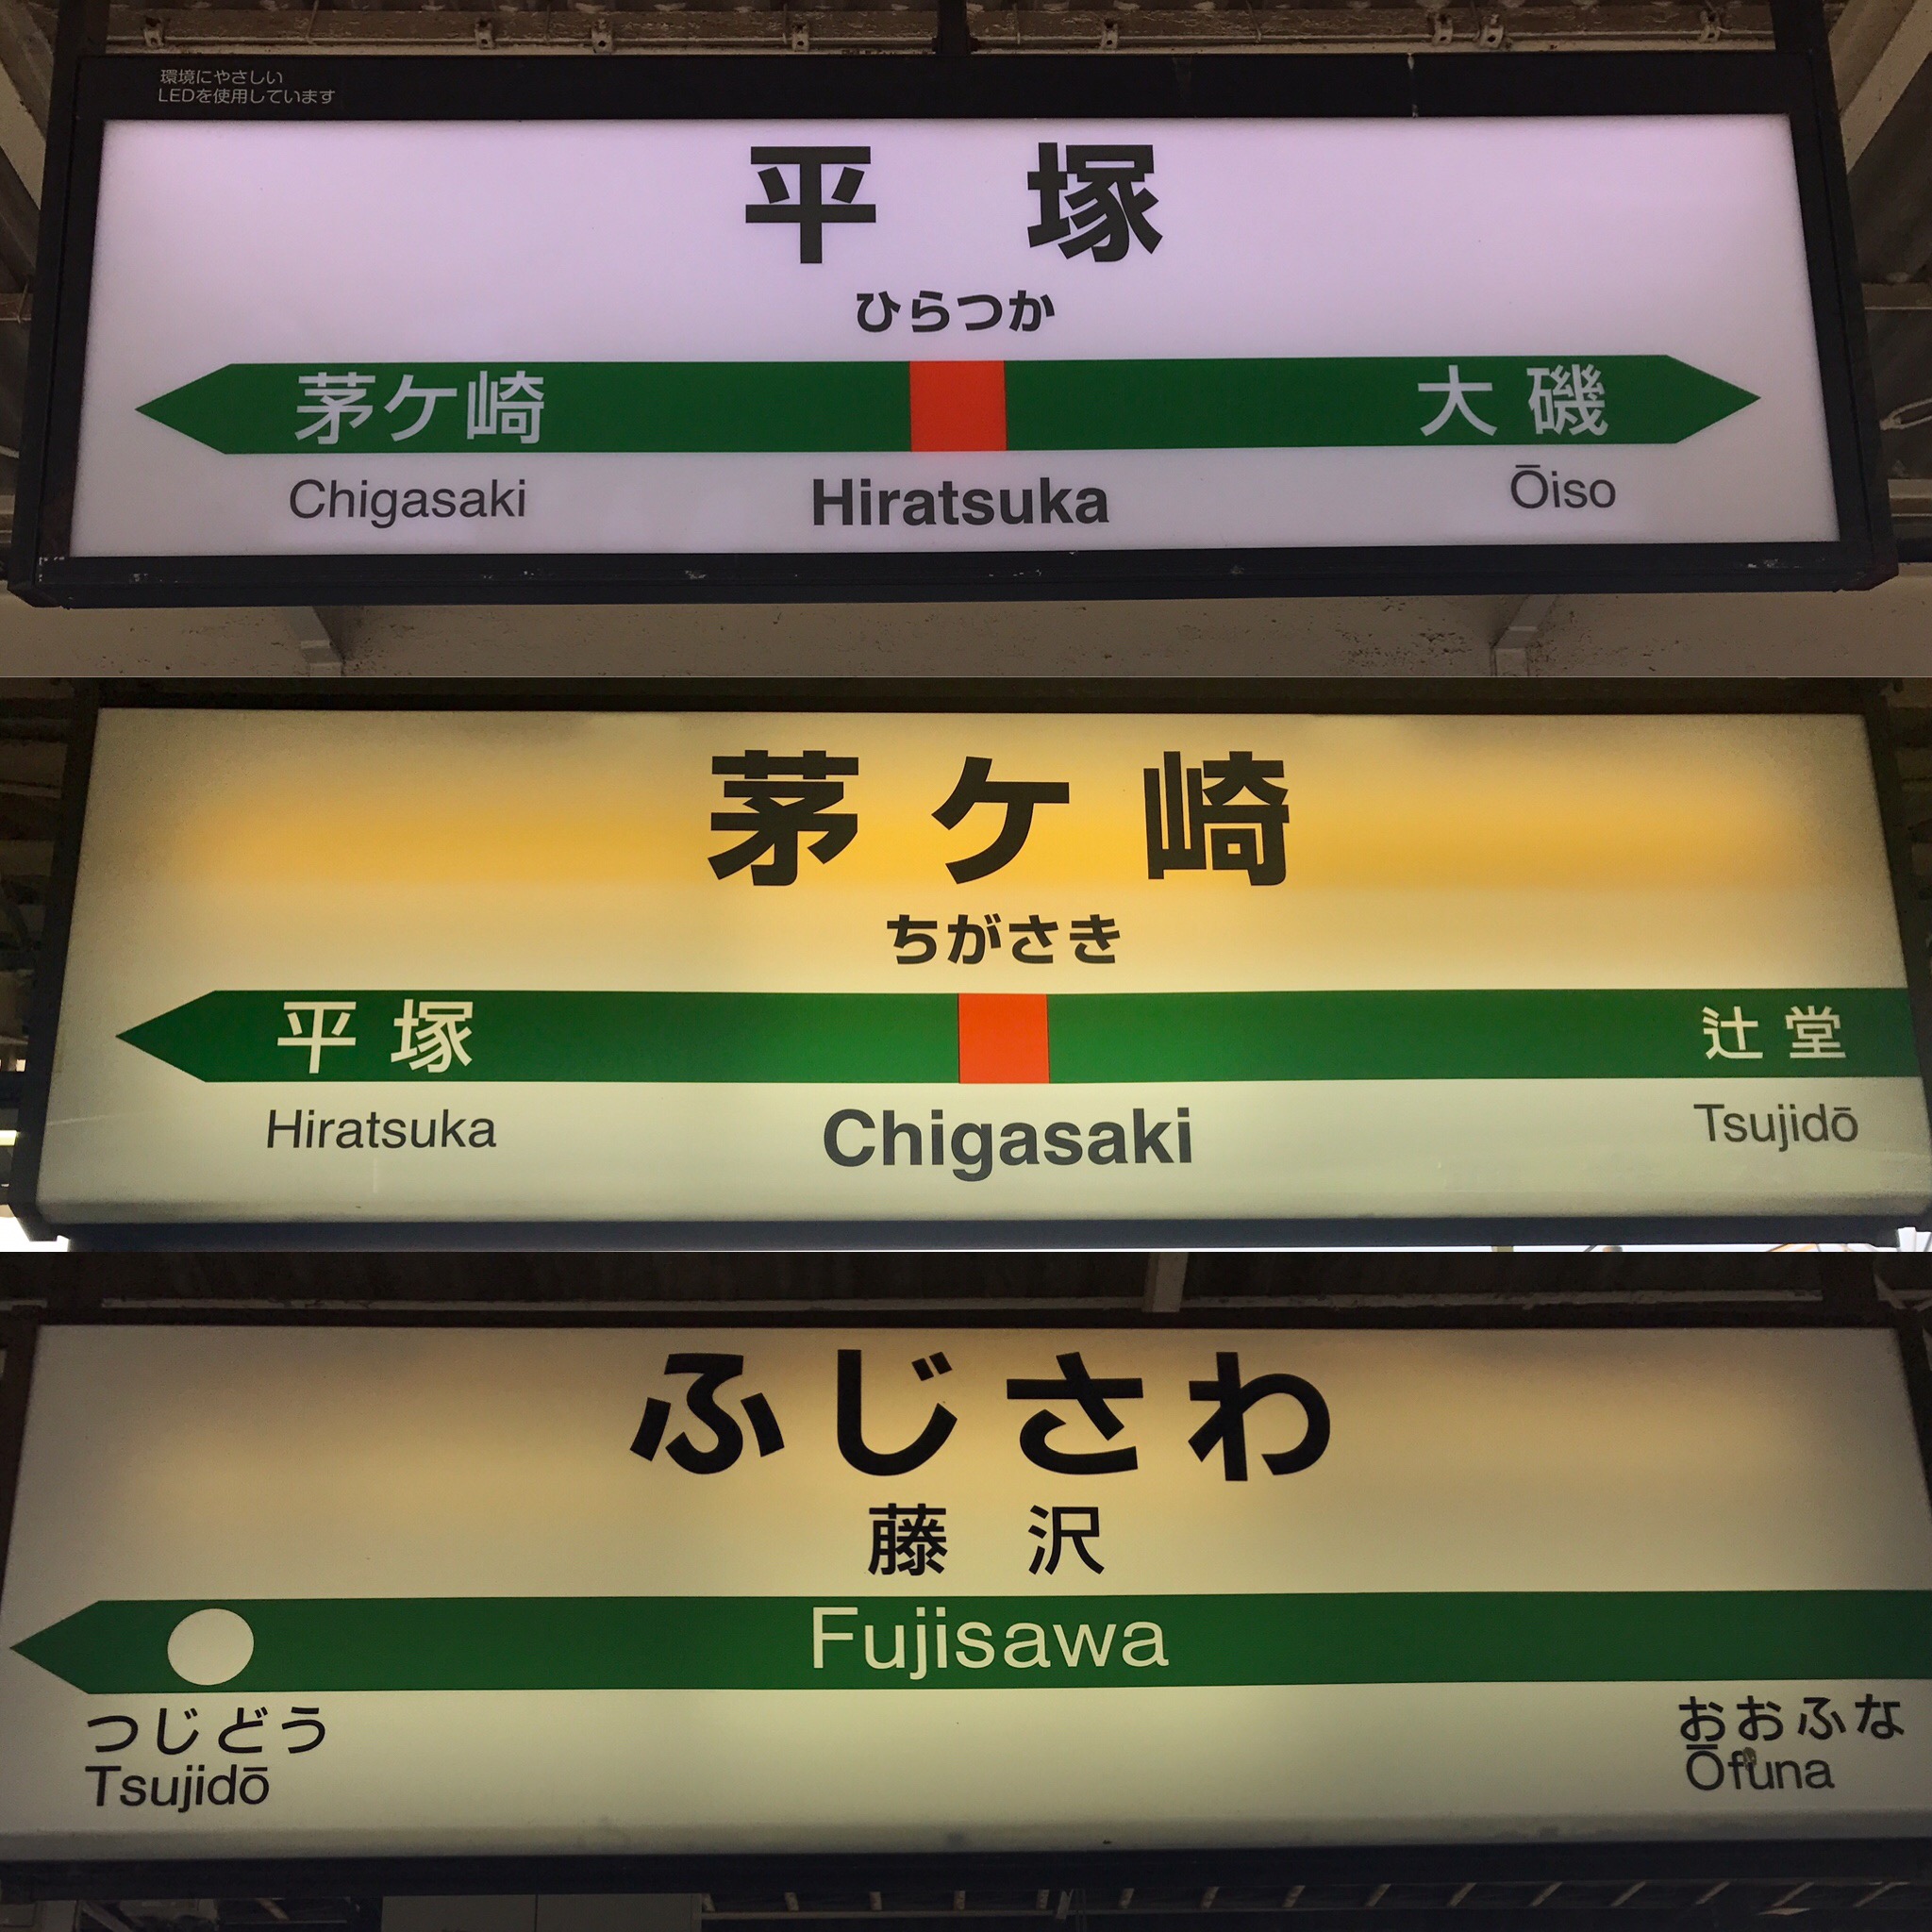 環境にやさしい
LEDを使用しています
平塚
ひらつか
茅ケ崎 大磯
Chigasaki Hiratsuka Ōiso
茅ケ崎
ちがさき
平塚 辻堂
Hiratsuka Chigasaki Tsujidō
ふじさわ
藤沢
Fujisawa
つじどう おおふな
Tsujidō Ōfuna